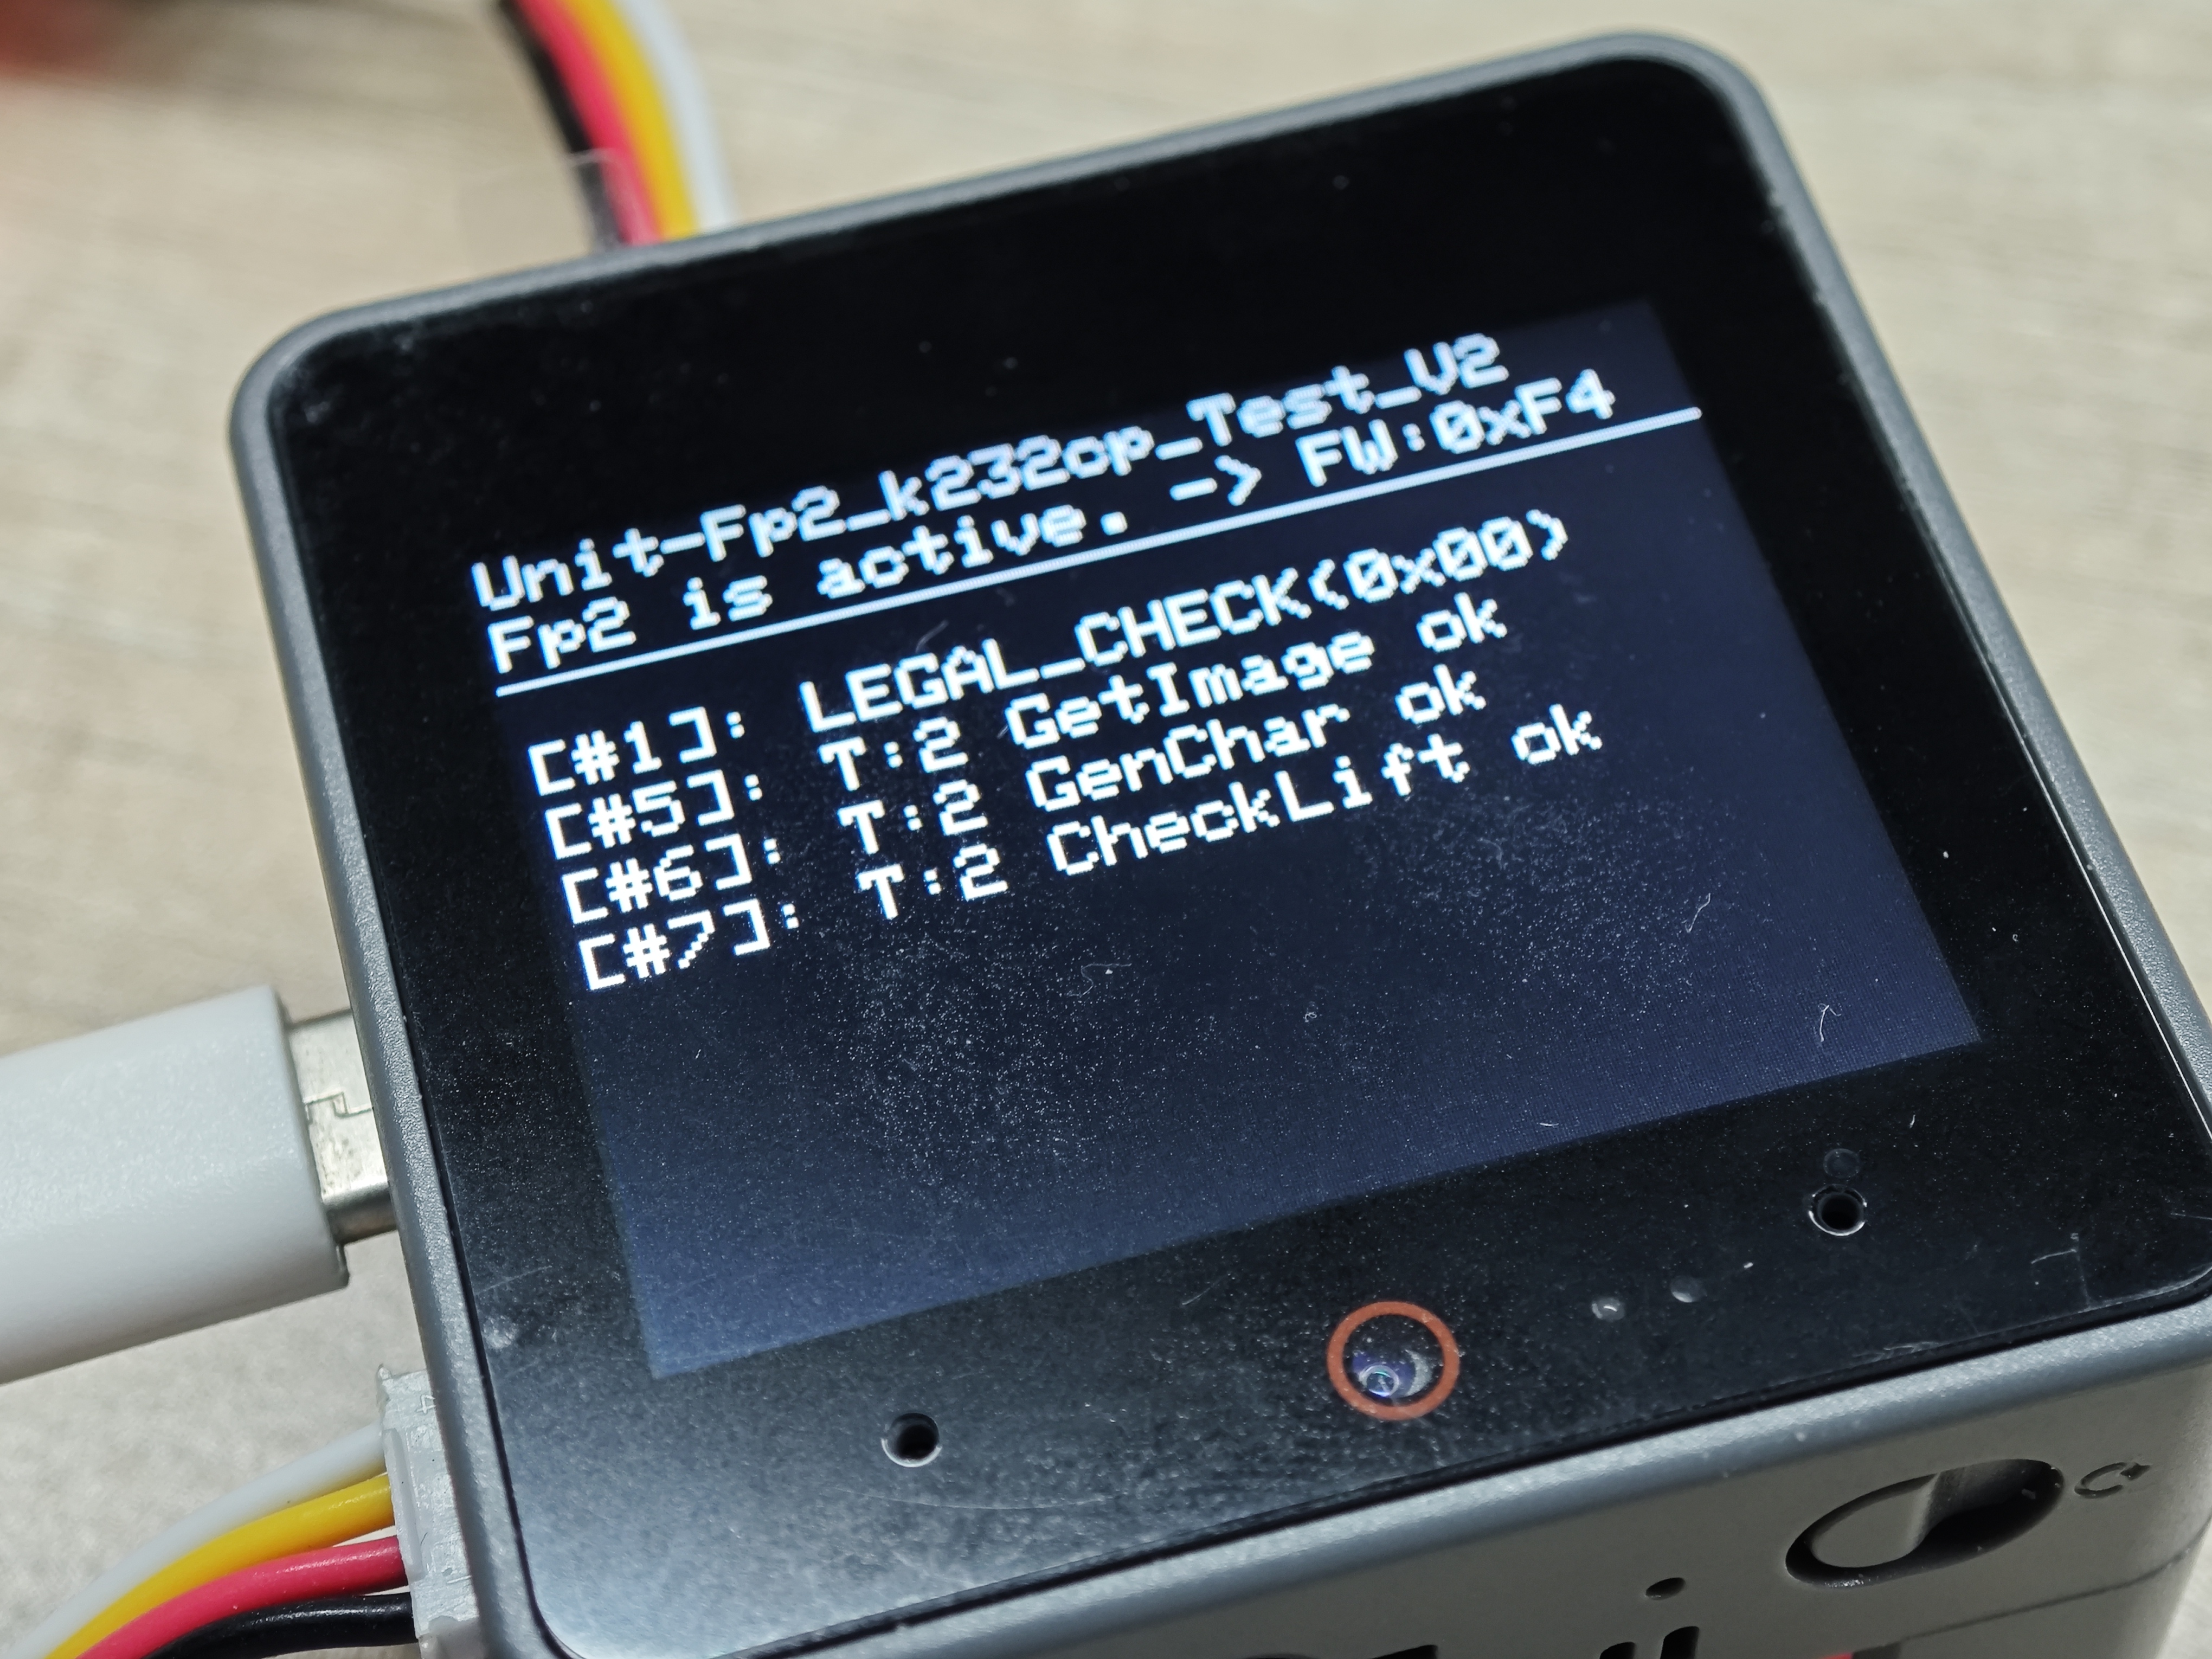 Unit-Fp2_k232cp_Test_V2
Fp2 is active. -> FW:0xF4
[#1]: LEGAL_CHECK(0x00)
[#5]: T:2 GetImage ok
[#6]: T:2 GenChar ok
[#7]: T:2 CheckLift ok